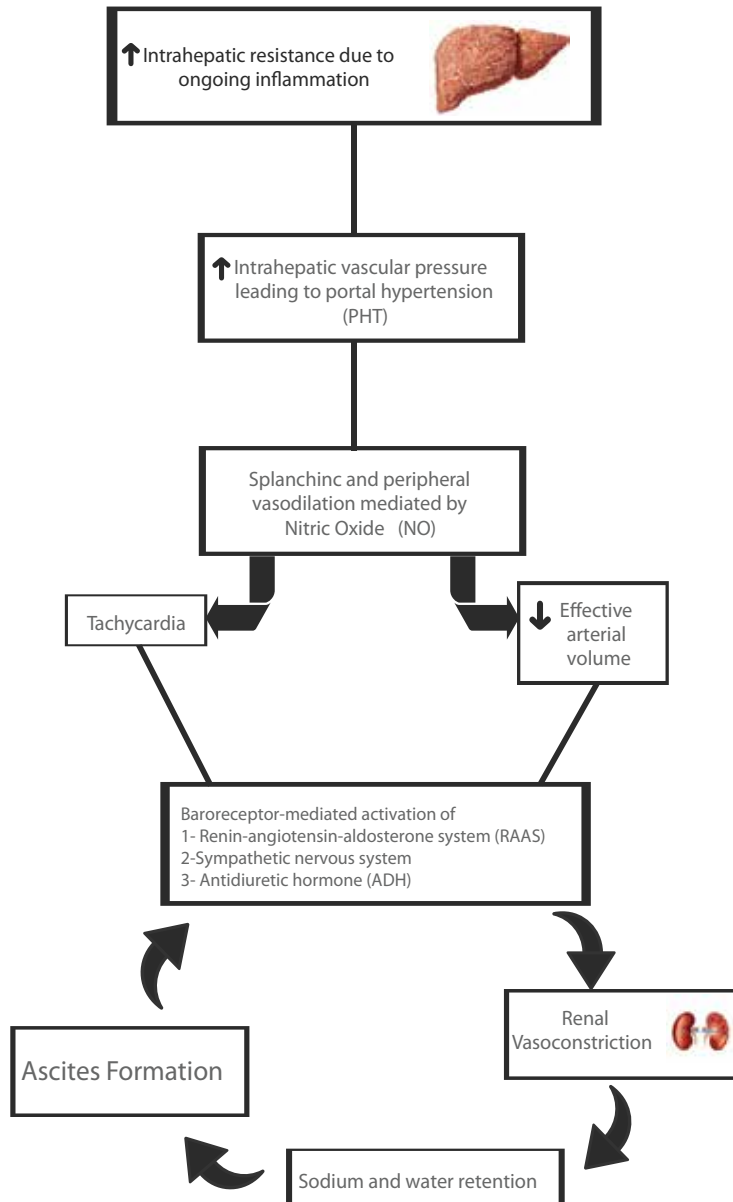 ↑ Intrahepatic resistance due to
ongoing inflammation
↑ Intrahepatic vascular pressure
leading to portal hypertension
(PHT)
Splanchinc and peripheral
vasodilation mediated by
Nitric Oxide (NO)
Tachycardia
↓ Effective
arterial
volume
Baroreceptor-mediated activation of
1- Renin-angiotensin-aldosterone system (RAAS)
2-Sympathetic nervous system
3- Antidiuretic hormone (ADH)
Renal
Vasoconstriction
Ascites Formation
Sodium and water retention